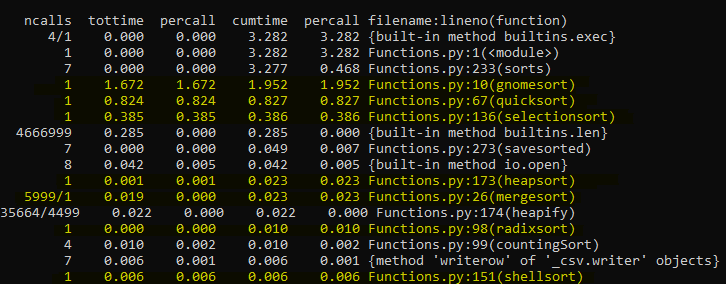 ncalls  tottime  percall  cumtime  percall filename:lineno(function)
4/1    0.000    0.000    3.282    3.282 {built-in method builtins.exec}
1    0.000    0.000    3.282    3.282 Functions.py:1(<module>)
7    0.000    0.000    3.277    0.468 Functions.py:233(sorts)
1    1.672    1.672    1.952    1.952 Functions.py:10(gnomesort)
1    0.824    0.824    0.827    0.827 Functions.py:67(quicksort)
1    0.385    0.385    0.386    0.386 Functions.py:136(selectionsort)
4666999    0.285    0.000    0.285    0.000 {built-in method builtins.len}
7    0.000    0.000    0.049    0.007 Functions.py:273(savesorted)
8    0.042    0.005    0.042    0.005 {built-in method io.open}
1    0.001    0.001    0.023    0.023 Functions.py:173(heapsort)
5999/1    0.019    0.000    0.023    0.023 Functions.py:26(mergesort)
35664/4499    0.022    0.000    0.022    0.000 Functions.py:174(heapify)
1    0.000    0.000    0.010    0.010 Functions.py:98(radixsort)
4    0.010    0.002    0.010    0.002 Functions.py:99(countingSort)
7    0.006    0.001    0.006    0.001 {method 'writerow' of '_csv.writer' objects}
1    0.006    0.006    0.006    0.006 Functions.py:151(shellsort)